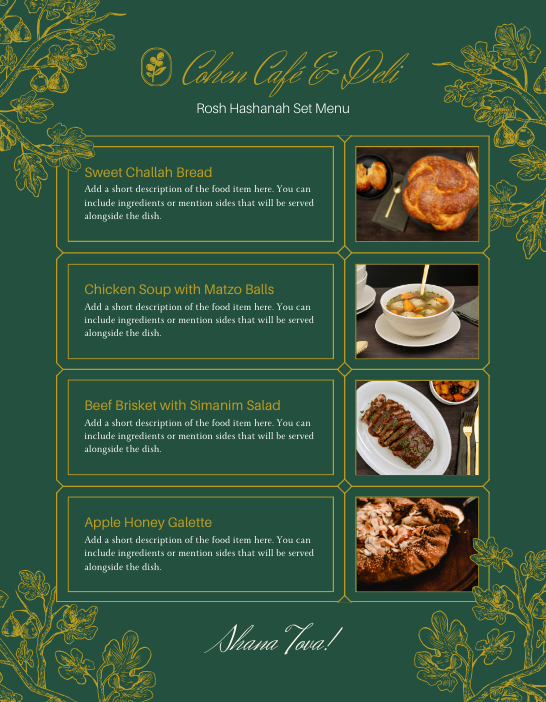 Cohen Café & Deli
Rosh Hashanah Set Menu
Sweet Challah Bread
Add a short description of the food item here. You can
include ingredients or mention sides that will be served
alongside the dish.
Chicken Soup with Matzo Balls
Add a short description of the food item here. You can
include ingredients or mention sides that will be served
alongside the dish.
Beef Brisket with Simanim Salad
Add a short description of the food item here. You can
include ingredients or mention sides that will be served
alongside the dish.
Apple Honey Galette
Add a short description of the food item here. You can
include ingredients or mention sides that will be served
alongside the dish.
Shana Tova!